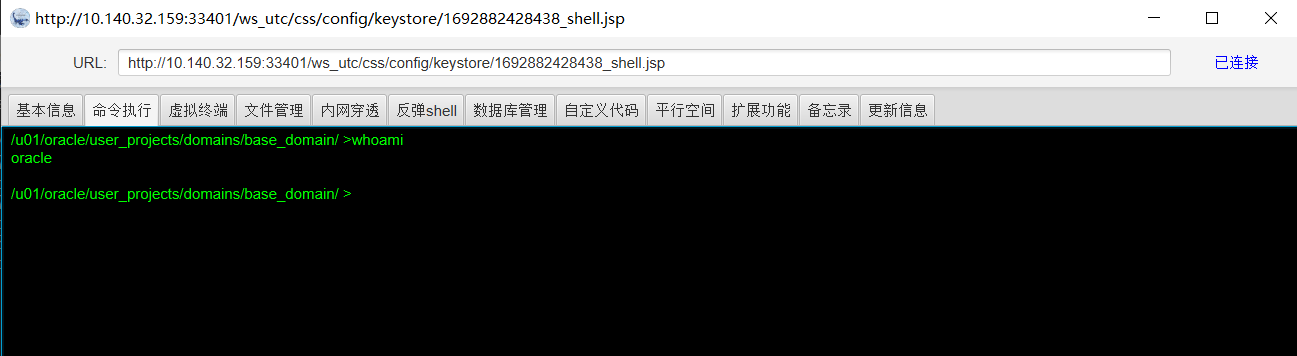 http://10.140.32.159:33401/ws_utc/css/config/keystore/1692882428438_shell.jsp
URL: http://10.140.32.159:33401/ws_utc/css/config/keystore/1692882428438_shell.jsp 已连接
基本信息 命令执行 虚拟终端 文件管理 内网穿透 反弹shell 数据库管理 自定义代码 平行空间 扩展功能 备忘录 更新信息
/u01/oracle/user_projects/domains/base_domain/ >whoami
oracle
/u01/oracle/user_projects/domains/base_domain/ >